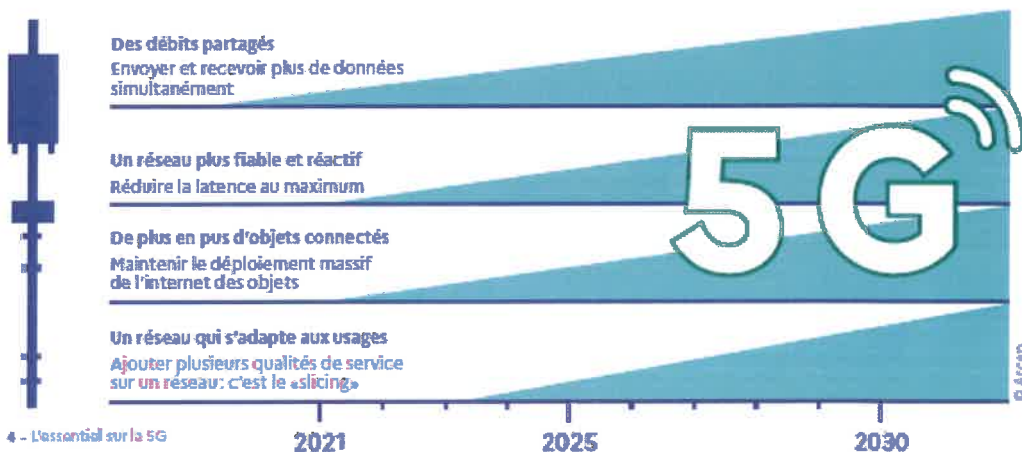 Des débits partagés
Envoyer et recevoir plus de données
simultanément
Un réseau plus fiable et réactif
Réduire la latence au maximum
De plus en pus d'objets connectés
Maintenir le déploiement massif
de l'internet des objets
Un réseau qui s'adapte aux usages
Ajouter plusieurs qualités de service
sur un réseau: c'est le «slicing»
5G
2021
2025
2030
4 - L'essentiel sur la 5G